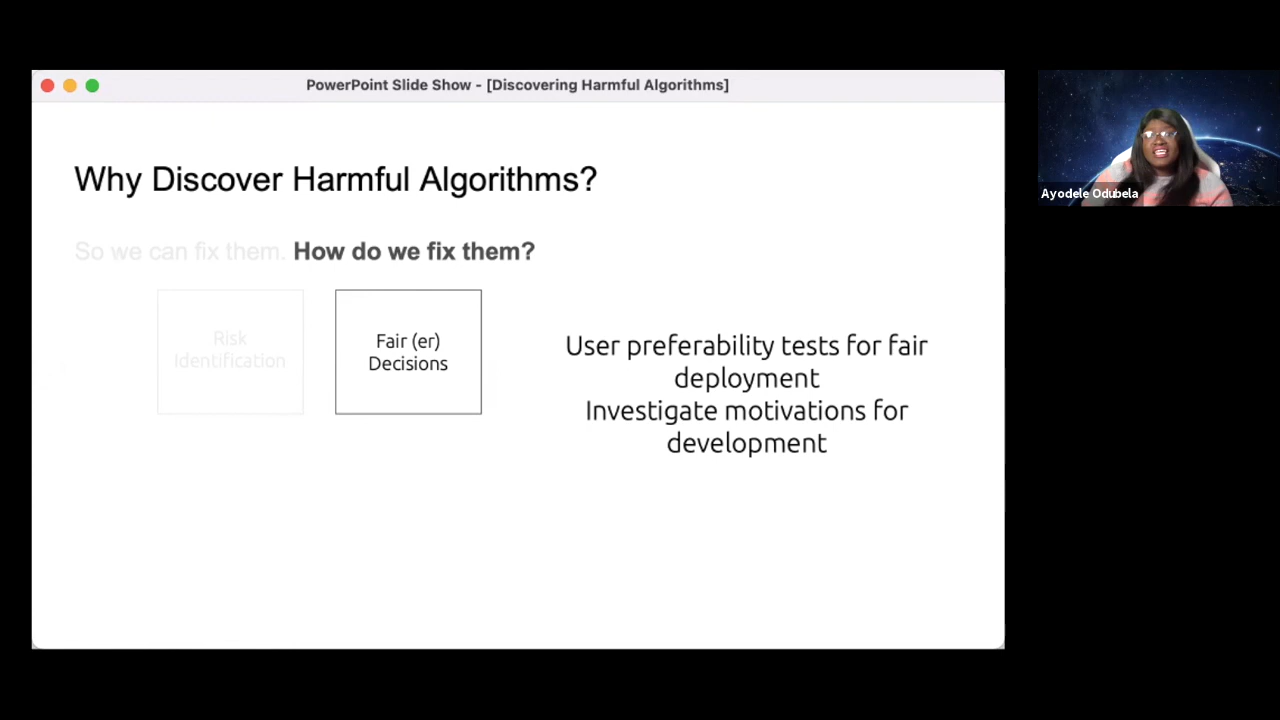 PowerPoint Slide Show - [Discovering Harmful Algorithms]
Why Discover Harmful Algorithms?
So we can fix them. How do we fix them?
Risk
Identification
Fair (er)
Decisions
User preferability tests for fair
deployment
Investigate motivations for
development
Ayodele Odubela